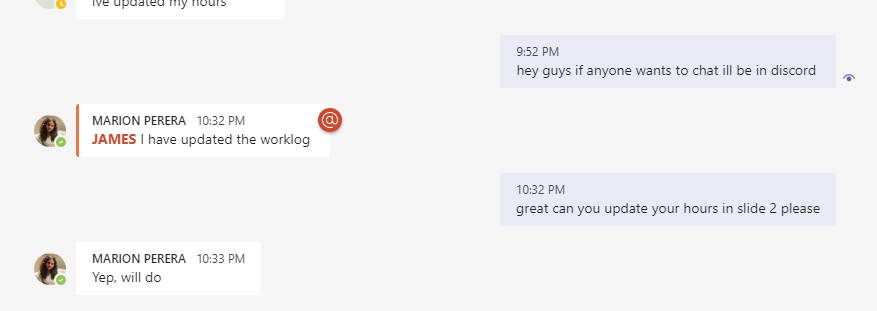 ive updated my hours
9:52 PM
hey guys if anyone wants to chat ill be in discord
MARION PERERA 10:32 PM
@
JAMES I have updated the worklog
10:32 PM
great can you update your hours in slide 2 please
MARION PERERA 10:33 PM
Yep, will do